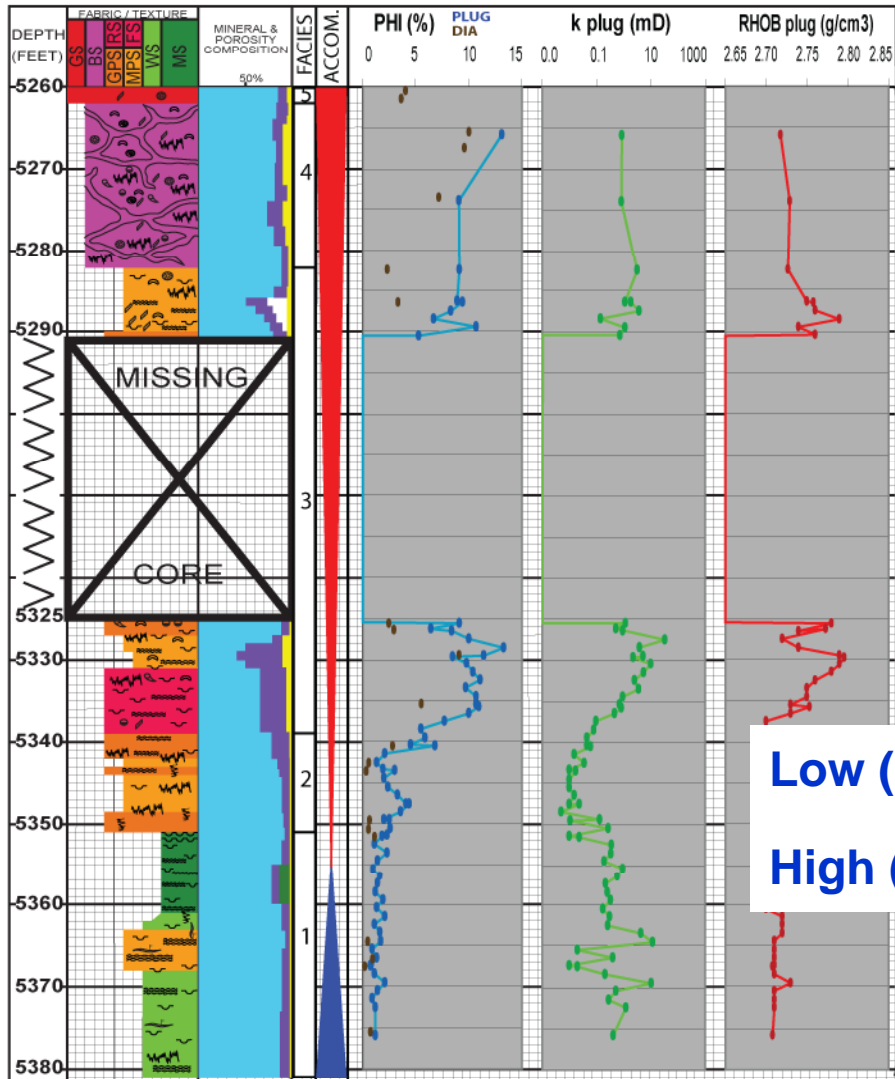 DEPTH
(FEET)
FABRIC / TEXTURE
GS
BS
GPS RS
MPS FS
WS
MS
MINERAL &
POROSITY
COMPOSITION
50%
FACIES
ACCOM.
PHI (%)
PLUG
DIA
0 5 10 15
k plug (mD)
0.0 0.1 10 1000
RHOB plug (g/cm3)
2.65 2.75 2.85
2.70 2.80
5260
5270
5280
5290
5325
5330
5340
5350
5360
5370
5380
MISSING
CORE
5
4
3
2
1
Low (
High (